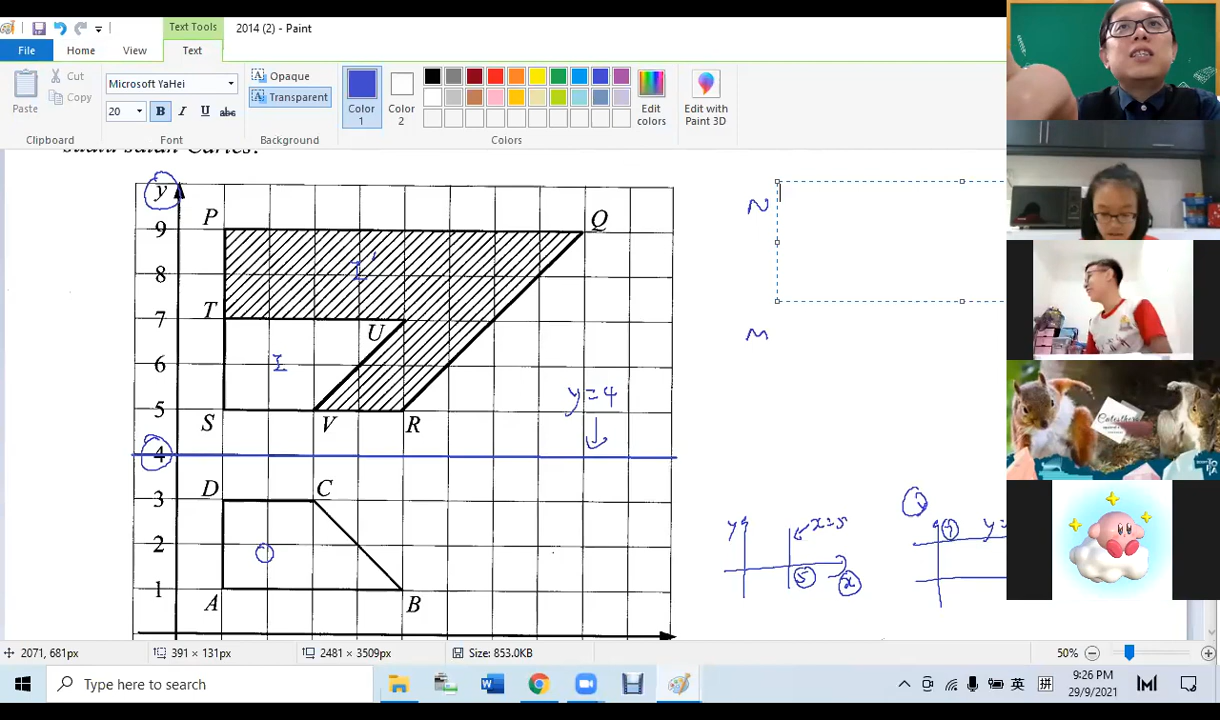 2014 (2) - Paint
Text Tools
File
Home
View
Text
Paste
Cut
Copy
Clipboard
Microsoft YaHei
20
B
I
U
abc
Font
Opaque
Transparent
Background
Color 1
Color 2
Edit colors
Edit with Paint 3D
Colors
y
P
Q
9
8
I'
T
7
U
N
6
I
y=4
M
5
S
V
R
4
D
C
3
2
O
1
A
B
y
x=5
5
x
4
y=
2071, 681px
391 × 131px
2481 × 3509px
Size: 853.0KB
50%
Type here to search
英
拼
9:26 PM
29/9/2021